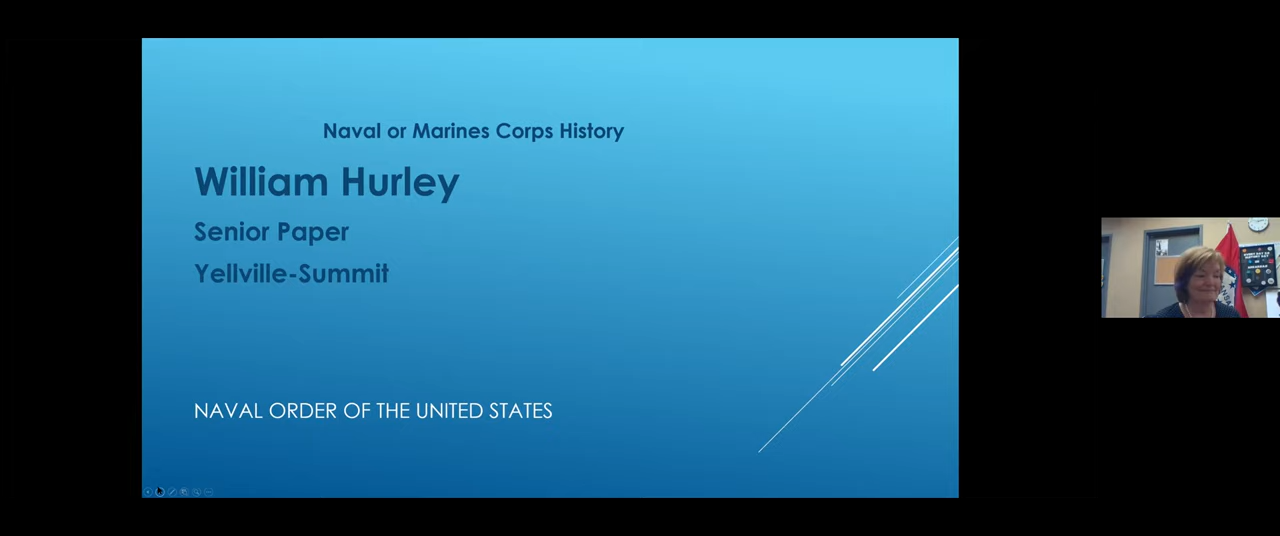 Naval or Marines Corps History
William Hurley
Senior Paper
Yellville-Summit
NAVAL ORDER OF THE UNITED STATES